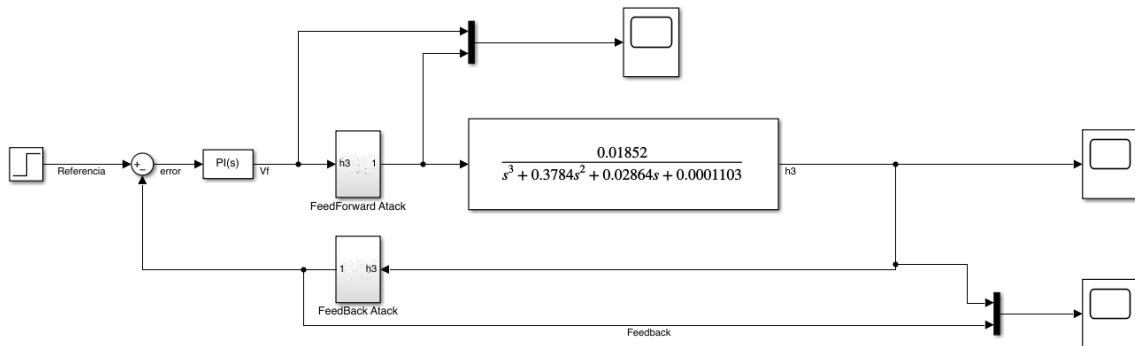 Referencia
+
−
error
PI(s)
Vf
h3 1
FeedForward Atack
0.01852
s³ + 0.3784s² + 0.02864s + 0.0001103
h3
1 h3
FeedBack Atack
Feedback